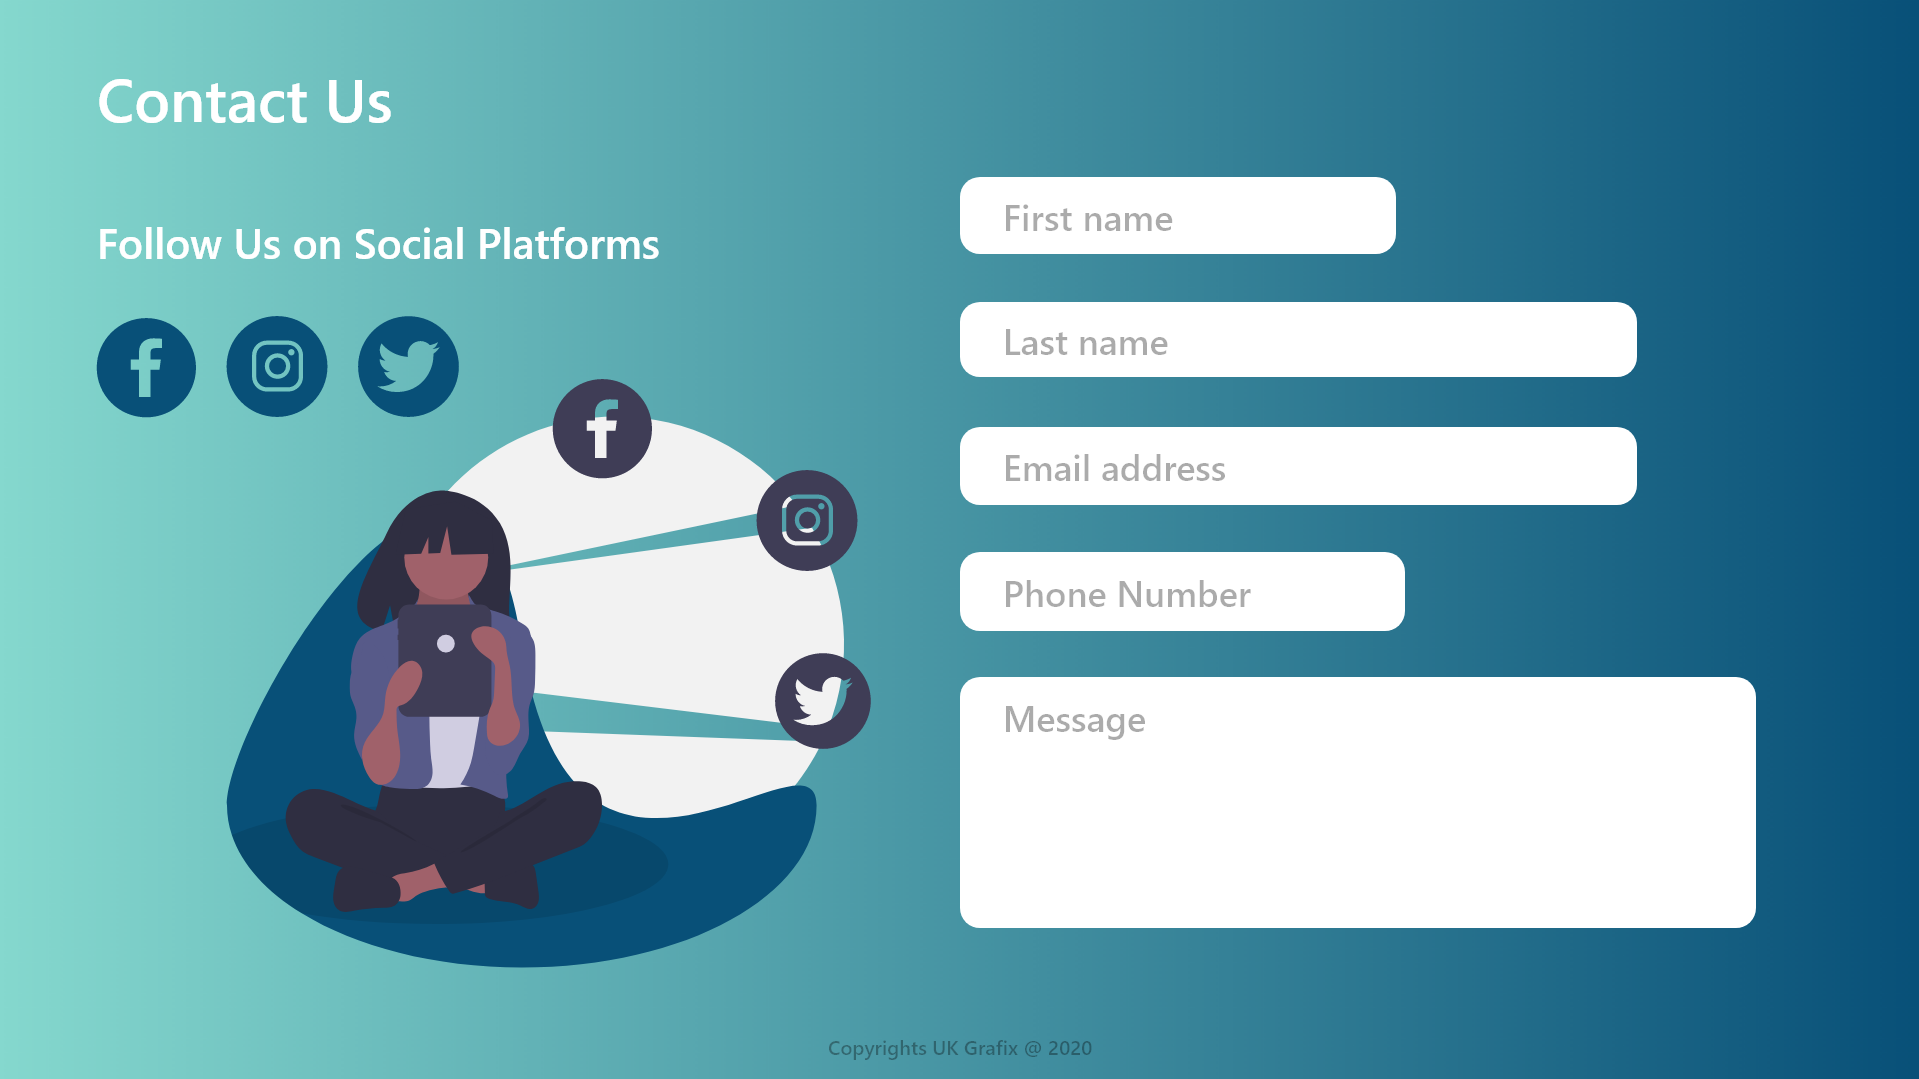 Contact Us
Follow Us on Social Platforms
First name
Last name
Email address
Phone Number
Message
Copyrights UK Grafix @ 2020